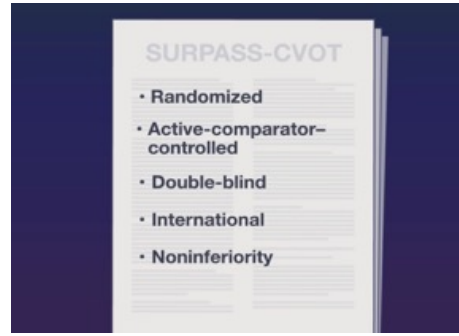 SURPASS-CVOT
• Randomized
• Active-comparator–
controlled
• Double-blind
• International
• Noninferiority